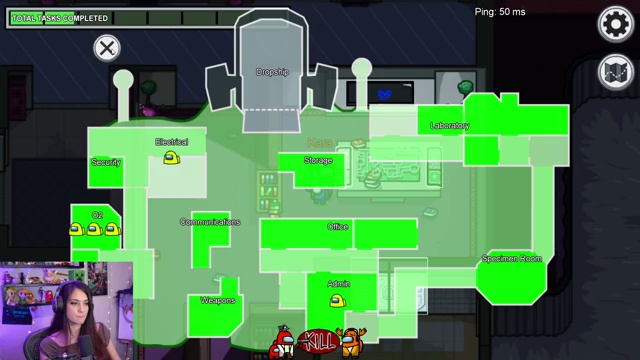 TOTAL TASKS COMPLETED
Ping: 50 ms
Dropship
Laboratory
Electrical
Storage
Security
O2
Communications
Office
Specimen Room
Admin
Weapons
KILL